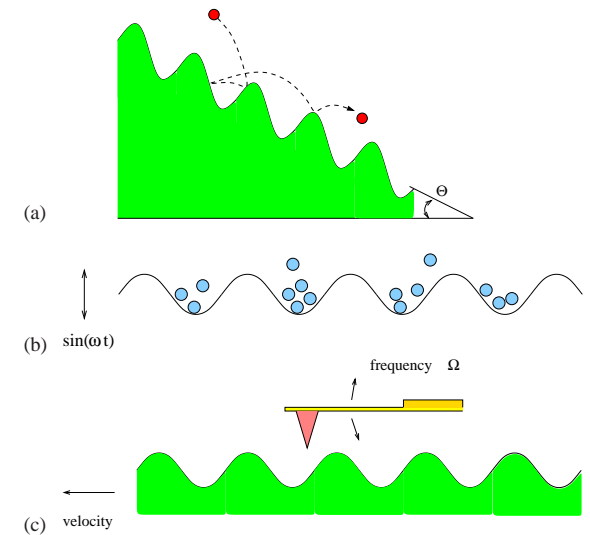 Θ
(a)
(b) sin(ωt)
frequency Ω
(c) velocity